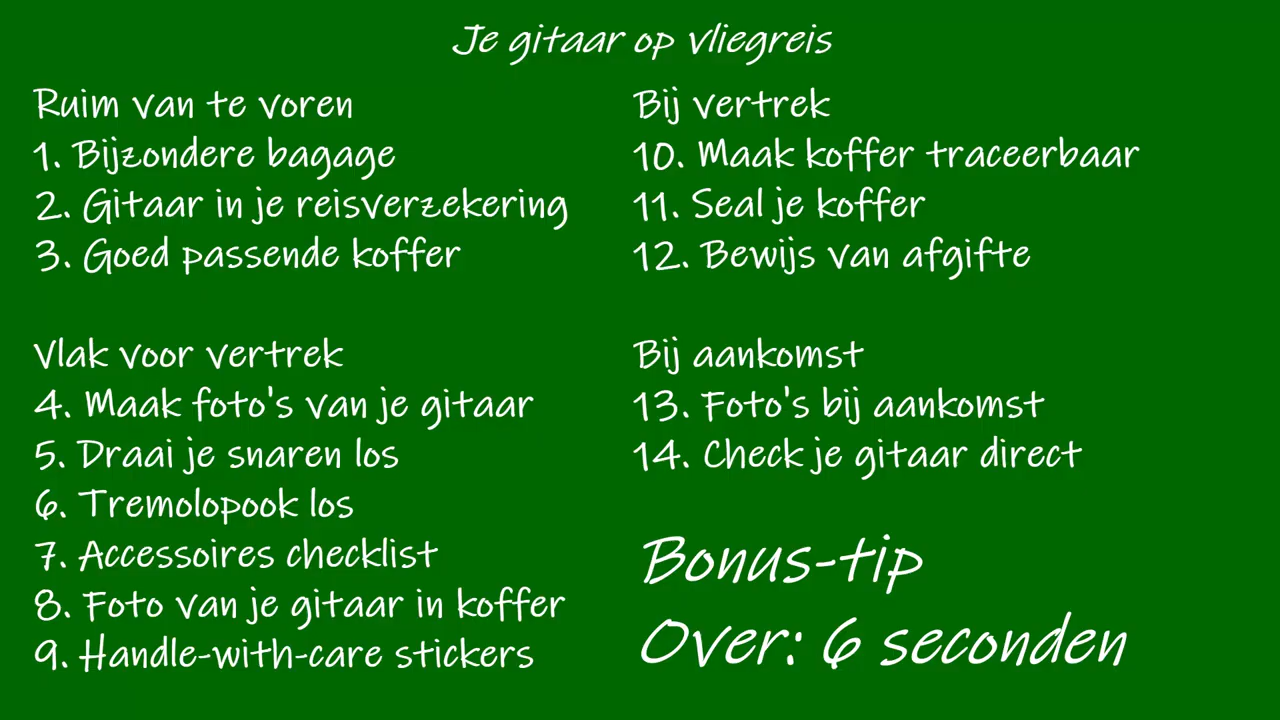 Je gitaar op vliegreis
Ruim van te voren
1. Bijzondere bagage
2. Gitaar in je reisverzekering
3. Goed passende koffer
Vlak voor vertrek
4. Maak foto's van je gitaar
5. Draai je snaren los
6. Tremolopook los
7. Accessoires checklist
8. Foto van je gitaar in koffer
9. Handle-with-care stickers
Bij vertrek
10. Maak koffer traceerbaar
11. Seal je koffer
12. Bewijs van afgifte
Bij aankomst
13. Foto's bij aankomst
14. Check je gitaar direct
Bonus-tip
Over: 6 seconden